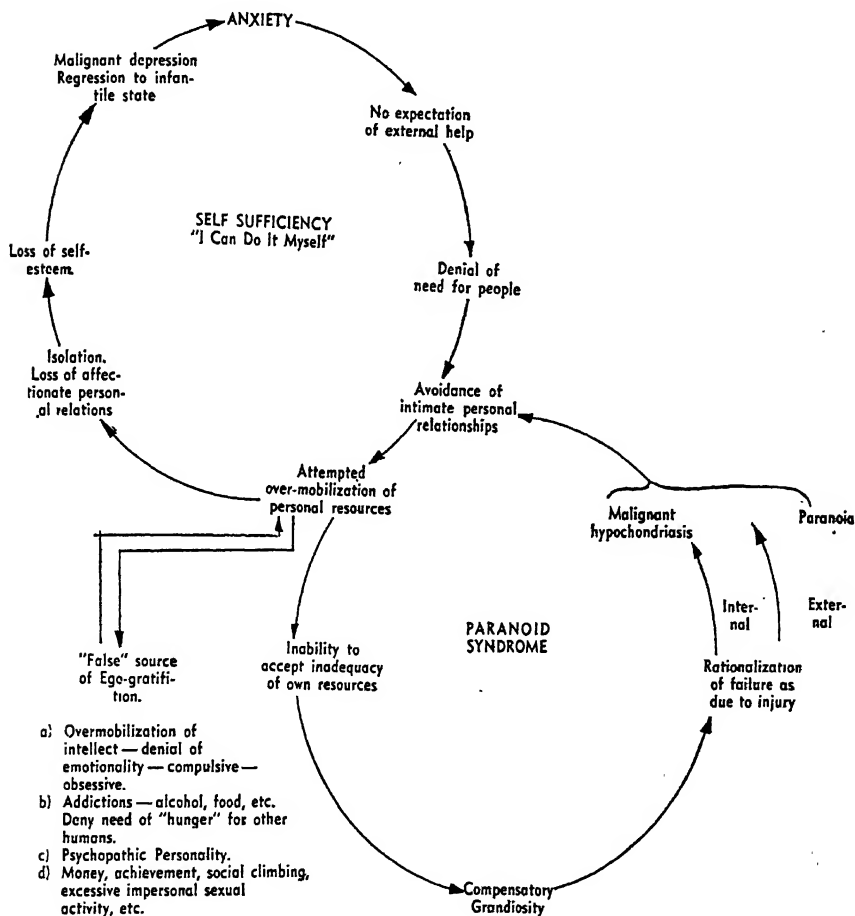 ANXIETY
Malignant depression
Regression to infan-
tile state
No expectation
of external help
SELF SUFFICIENCY
"I Can Do It Myself"
Loss of self-
esteem.
Denial of
need for people
Isolation.
Loss of affec-
tionate person-
al relations
Avoidance of
intimate personal
relationships
Attempted
over-mobilization of
personal resources
Malignant
hypochondriasis
Paranoia
Inter-
nal
Exter-
nal
PARANOID
SYNDROME
Inability to
accept inadequacy
of own resources
"False" source
of Ego-gratifi-
tion.
Rationalization
of failure as
due to injury
a) Overmobilization of
intellect — denial of
emotionality — compulsive —
obsessive.
b) Addictions — alcohol, food, etc.
Deny need of "hunger" for other
humans.
c) Psychopathic Personality.
d) Money, achievement, social climbing,
excessive impersonal sexual
activity, etc.
Compensatory
Grandiosity